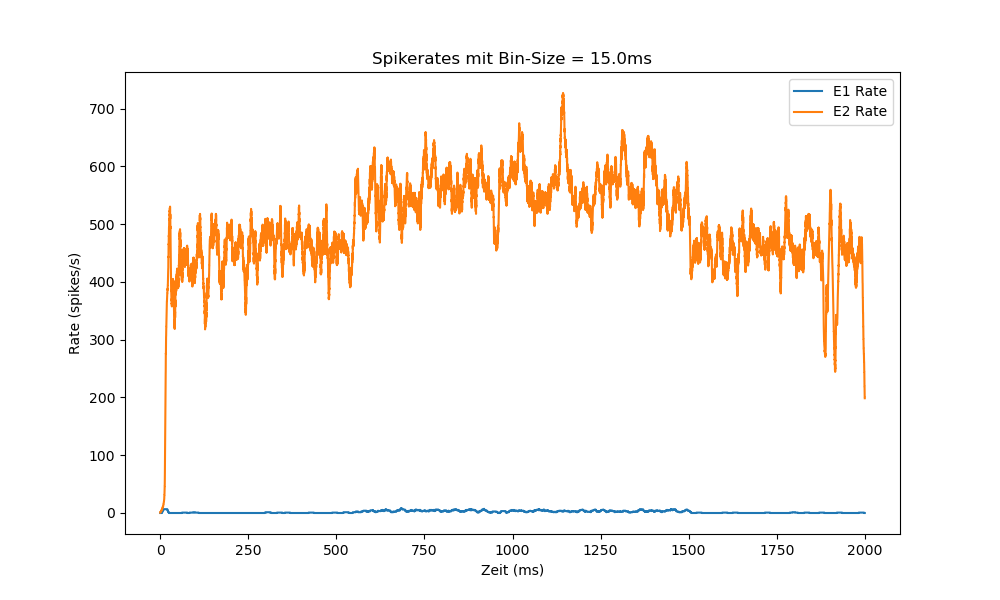 Spikerates mit Bin-Size = 15.0ms
E1 Rate
E2 Rate
700
600
500
400
300
200
100
0
Rate (spikes/s)
0 250 500 750 1000 1250 1500 1750 2000
Zeit (ms)